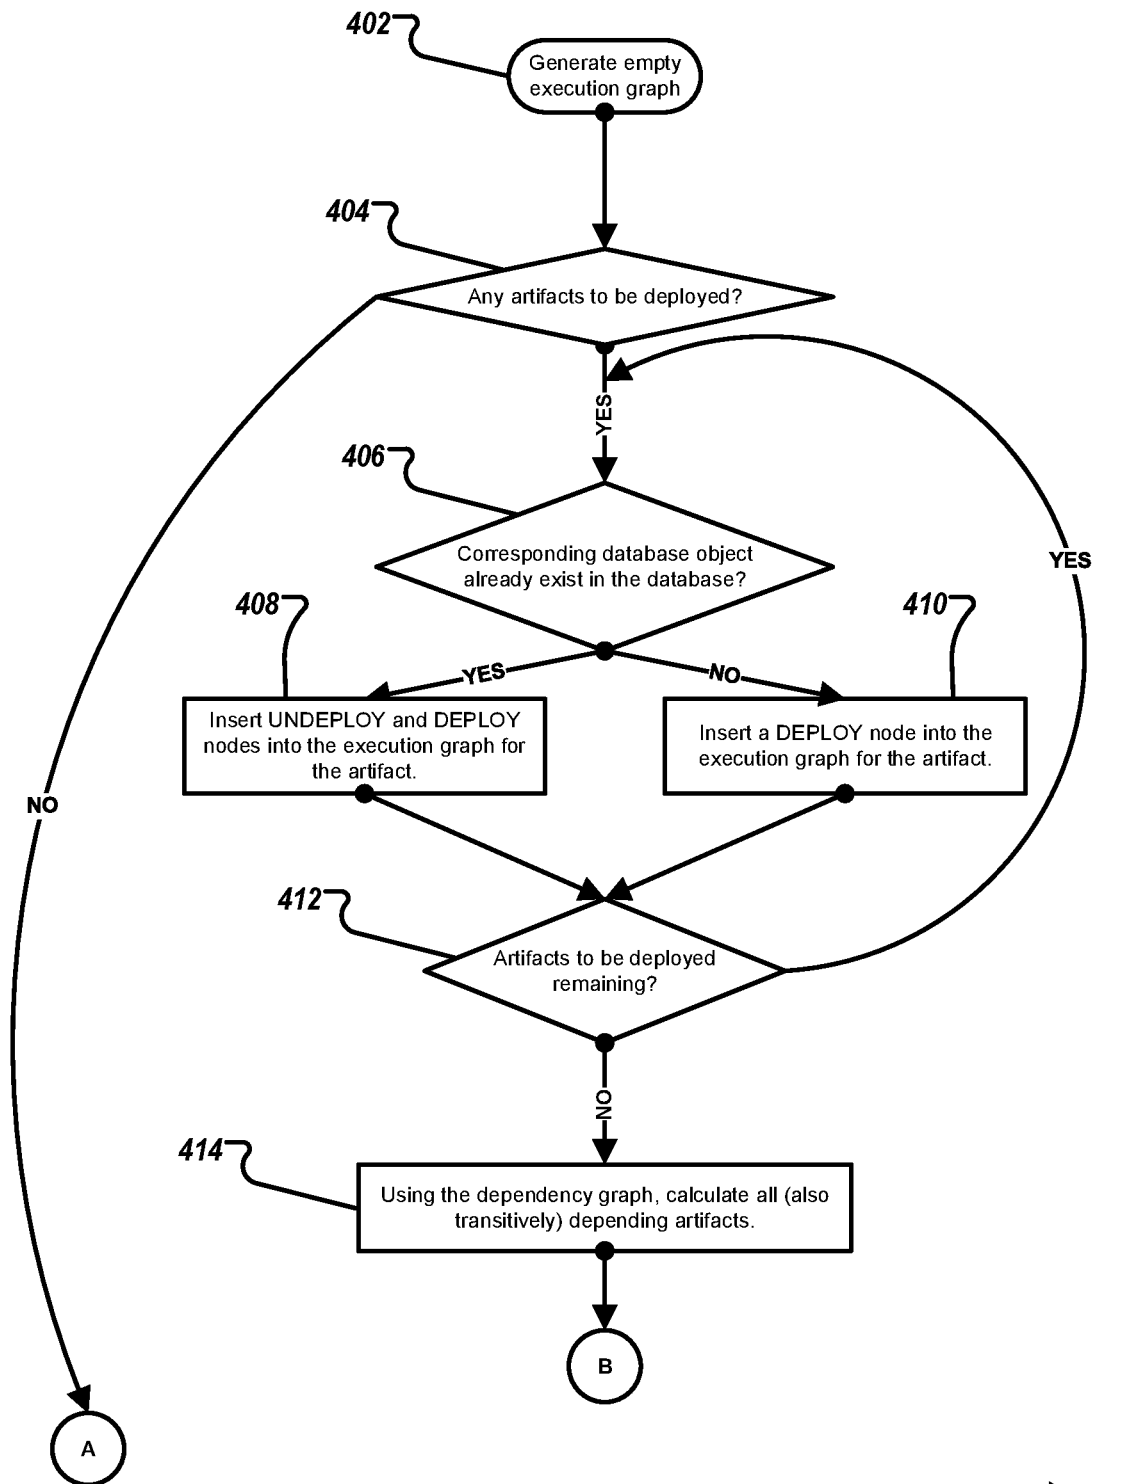 402
Generate empty
execution graph
404
Any artifacts to be deployed?
YES
406
Corresponding database object
already exist in the database?
YES
408
410
YES
NO
Insert UNDEPLOY and DEPLOY
nodes into the execution graph for
the artifact.
Insert a DEPLOY node into the
execution graph for the artifact.
NO
412
Artifacts to be deployed
remaining?
NO
414
Using the dependency graph, calculate all (also
transitively) depending artifacts.
B
A